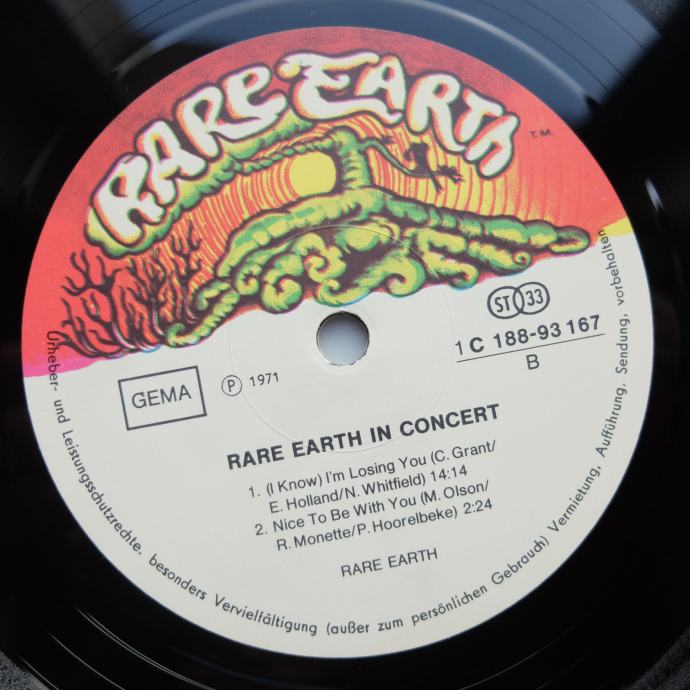 RARE EARTH
T.M.
ST 33
1 C 188-93 167
B
GEMA
Ⓟ 1971
RARE EARTH IN CONCERT
1. (I Know) I'm Losing You (C. Grant/
E. Holland/N. Whitfield) 14:14
2. Nice To Be With You (M. Olson/
R. Monette/P. Hoorelbeke) 2:24
RARE EARTH
Urheber- und Leistungsschutzrechte, besonders Vervielfältigung (außer zum persönlichen Gebrauch) Vermietung, Aufführung, Sendung, vorbehalten